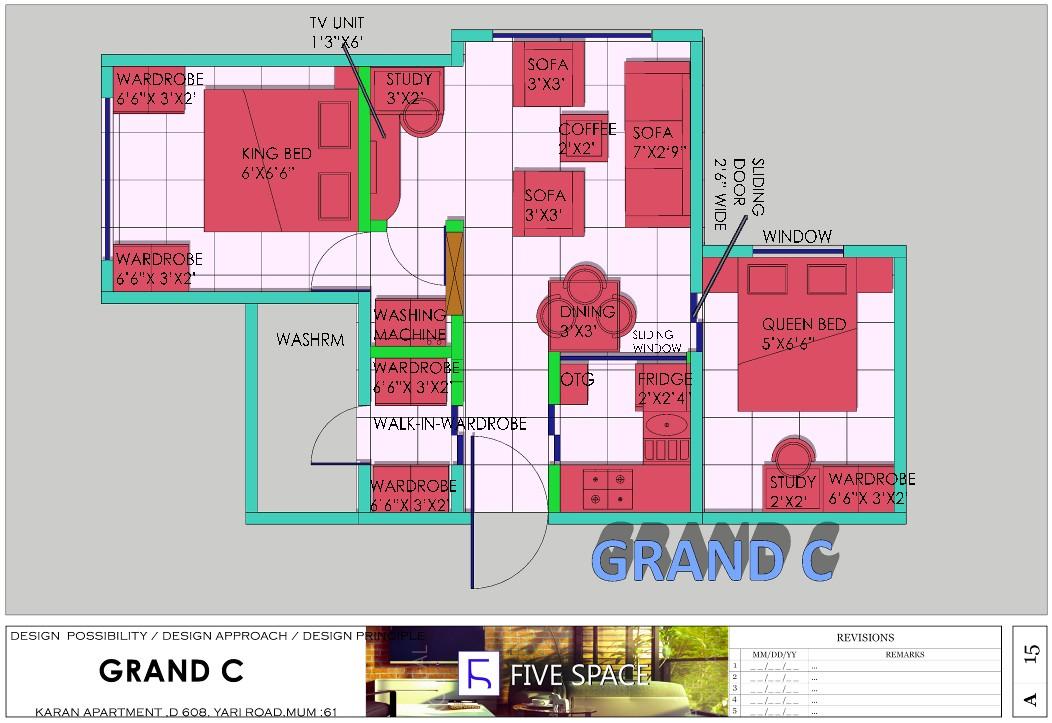 TV UNIT
1'3"X6'
WARDROBE
6'6"X 3'X2'
STUDY
3'X2'
SOFA
3'X3'
COFFEE
2'X2'
SOFA
7'X2'9"
KING BED
6'X6'6"
SOFA
3'X3'
SLIDING
DOOR
2'6" WIDE
WINDOW
WARDROBE
6'6"X 3'X2'
WASHING
MACHINE
WASHRM
DINING
3'X3'
SLIDING
WINDOW
QUEEN BED
5'X6'6"
WARDROBE
6'6"X 3'X2'
OTG
FRIDGE
2'X2'4"
WALK-IN-WARDROBE
WARDROBE
6'6"X 3'X2'
STUDY
2'X2'
WARDROBE
6'6"X 3'X2'
GRAND C
DESIGN POSSIBILITY / DESIGN APPROACH / DESIGN PRINCIPLE
GRAND C
KARAN APARTMENT ,D 608, YARI ROAD,MUM :61
FIVE SPACE
REVISIONS
MM/DD/YY REMARKS
1 __/__/__ ...
2 __/__/__ ...
3 __/__/__ ...
4 __/__/__ ...
5 __/__/__ ...
A 15